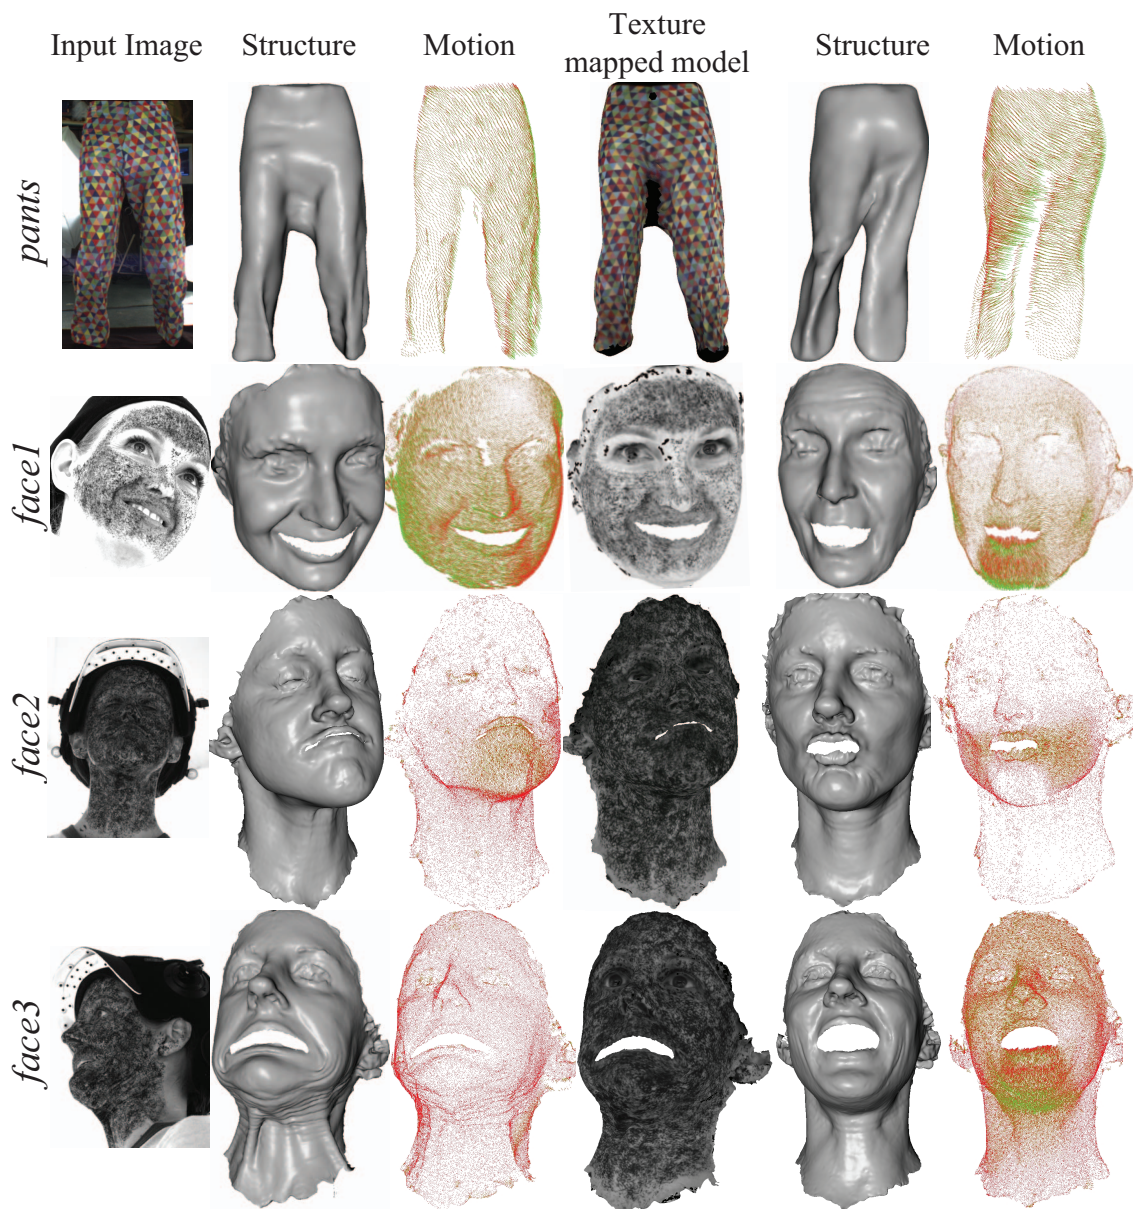 Input Image
Structure
Motion
Texture
mapped model
Structure
Motion
pants
face1
face2
face3